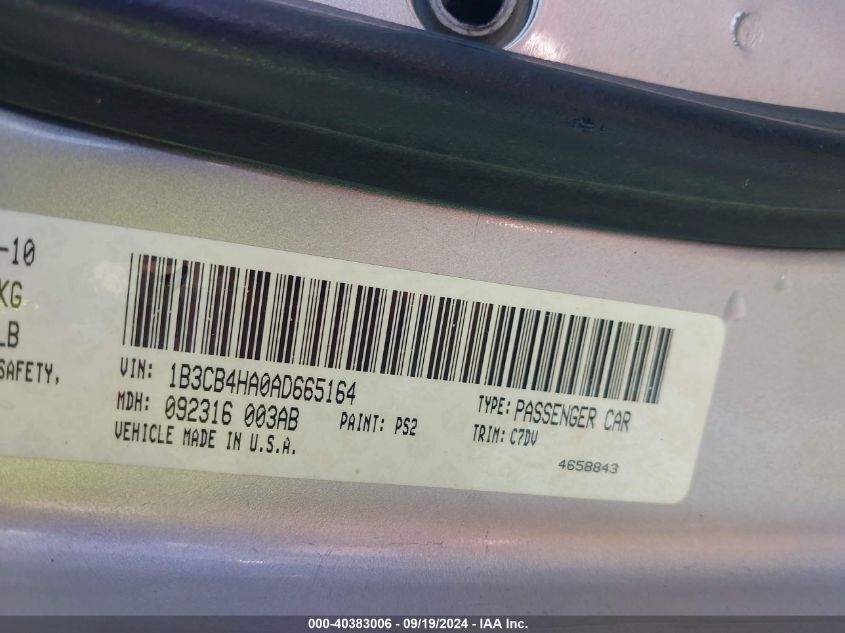 -10
KG
LB
SAFETY,
VIN: 1B3CB4HA0AD665164
MDH: 092316 003AB
PAINT: PS2
VEHICLE MADE IN U.S.A.
TYPE: PASSENGER CAR
TRIM: C7DV
4658843
000-40383006 - 09/19/2024 - IAA Inc.